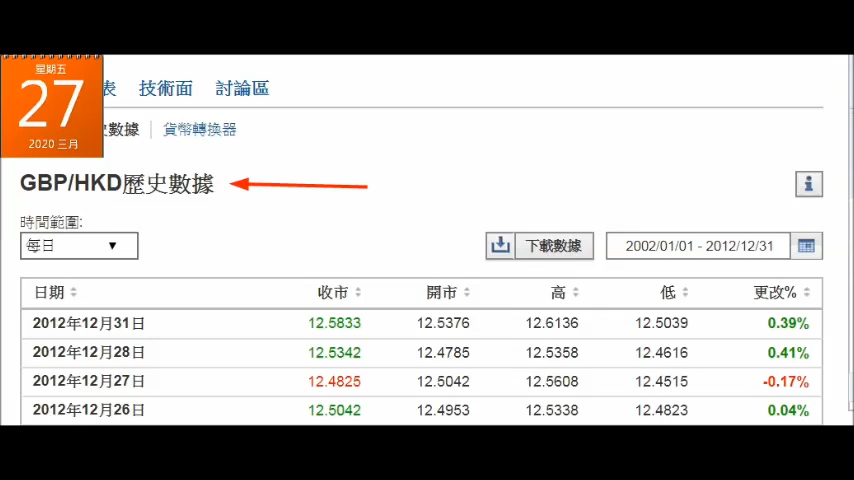 星期五
27
2020 三月
表 技術面 討論區
史數據 貨幣轉換器
GBP/HKD歷史數據
時間範圍:
每日
下載數據
2002/01/01 - 2012/12/31
日期 收市 開市 高 低 更改%
2012年12月31日 12.5833 12.5376 12.6136 12.5039 0.39%
2012年12月28日 12.5342 12.4785 12.5358 12.4616 0.41%
2012年12月27日 12.4825 12.5042 12.5608 12.4515 -0.17%
2012年12月26日 12.5042 12.4953 12.5338 12.4823 0.04%